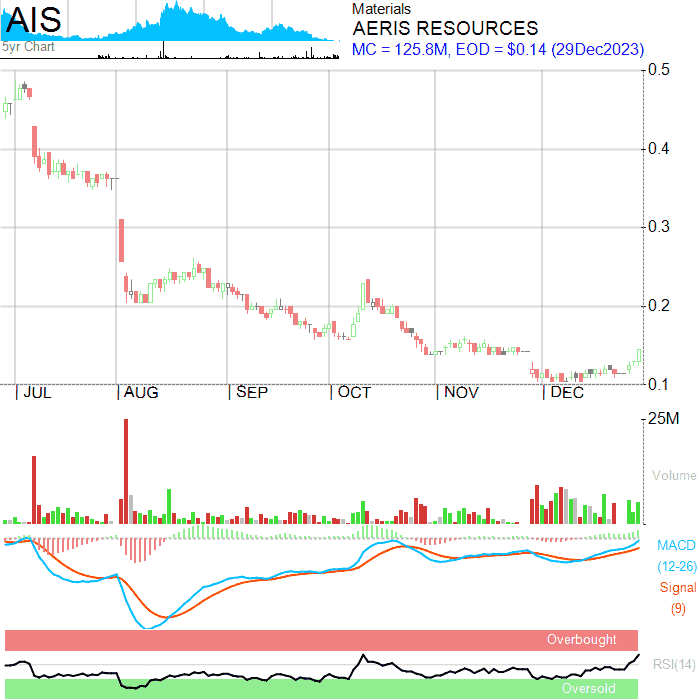 AIS
5yr Chart
Materials
AERIS RESOURCES
MC = 125.8M, EOD = $0.14 (29Dec2023)
0.5
0.4
0.3
0.2
0.1
JUL AUG SEP OCT NOV DEC
25M
Volume
MACD
(12-26)
Signal
(9)
Overbought
RSI(14)
Oversold